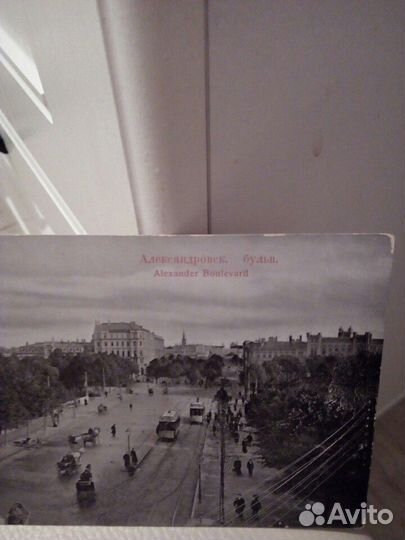 Александровск. бульв.
Alexander Boulevard
Avito